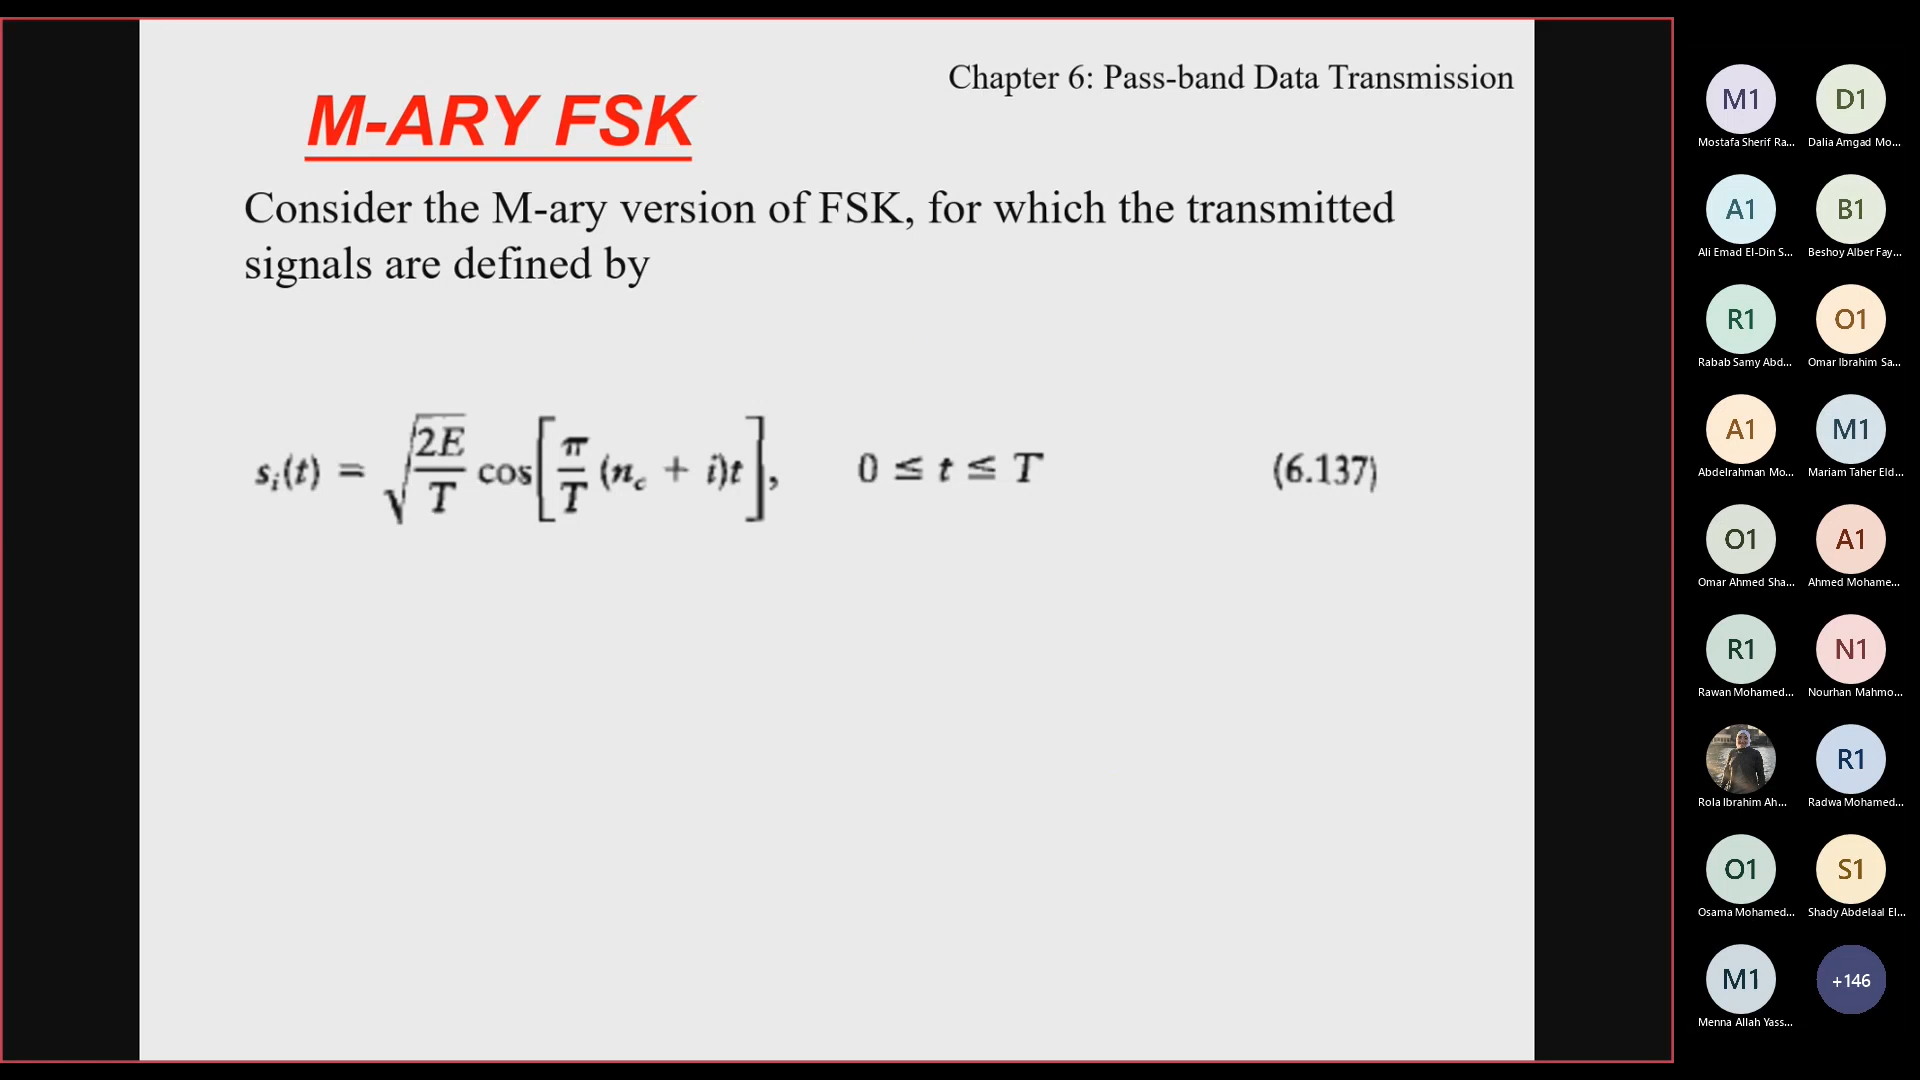 Chapter 6: Pass-band Data Transmission
M-ARY FSK
Consider the M-ary version of FSK, for which the transmitted
signals are defined by
sᵢ(t) = √(2E/T) cos[π/T (n_c + i)t], 0 ≤ t ≤ T (6.137)
M1
Mostafa Sherif Ra...
D1
Dalia Amgad Mo...
A1
Ali Emad El-Din S...
B1
Beshoy Alber Fay...
R1
Rabab Samy Abd...
O1
Omar Ibrahim Sa...
A1
Abdelrahman Mo...
M1
Mariam Taher Eld...
O1
Omar Ahmed Sha...
A1
Ahmed Mohame...
R1
Rawan Mohamed...
N1
Nourhan Mahmo...
Rola Ibrahim Ah...
R1
Radwa Mohamed...
O1
Osama Mohamed...
S1
Shady Abdelaal El...
M1
Menna Allah Yass...
+146